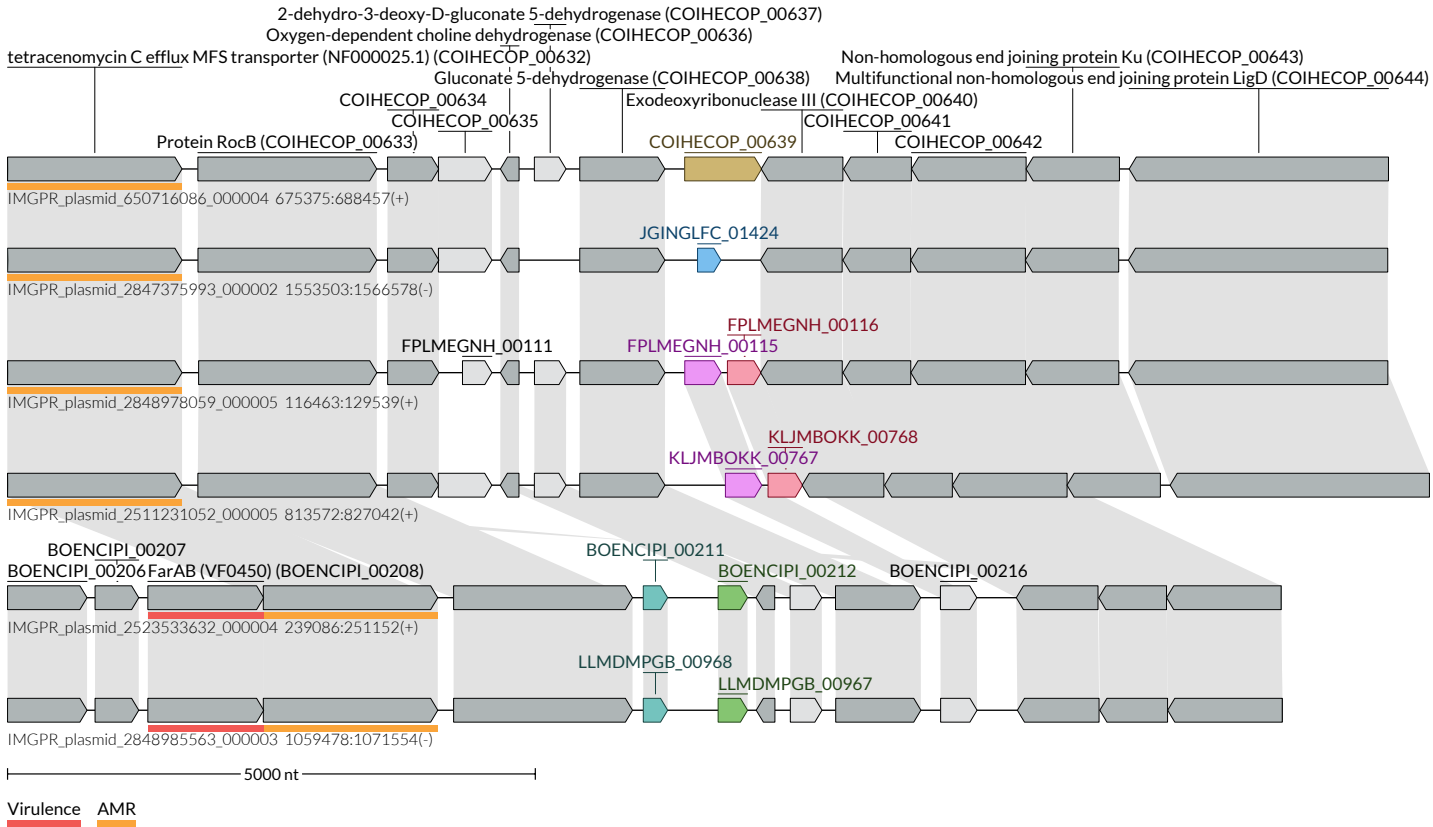 2-dehydro-3-deoxy-D-gluconate 5-dehydrogenase (COIHECOP_00637)
Oxygen-dependent choline dehydrogenase (COIHECOP_00636)
tetracenomycin C efflux MFS transporter (NF000025.1) (COIHECOP_00632)
Non-homologous end joining protein Ku (COIHECOP_00643)
Gluconate 5-dehydrogenase (COIHECOP_00638)
Multifunctional non-homologous end joining protein LigD (COIHECOP_00644)
COIHECOP_00634
Exodeoxyribonuclease III (COIHECOP_00640)
COIHECOP_00635
COIHECOP_00641
Protein RocB (COIHECOP_00633)
COIHECOP_00639
COIHECOP_00642
IMGPR_plasmid_650716086_000004 675375:688457(+)
JGINGLFC_01424
IMGPR_plasmid_2847375993_000002 1553503:1566578(-)
FPLMEGNH_00116
FPLMEGNH_00111
FPLMEGNH_00115
IMGPR_plasmid_2848978059_000005 116463:129539(+)
KLJMBOKK_00768
KLJMBOKK_00767
IMGPR_plasmid_2511231052_000005 813572:827042(+)
BOENCIPI_00207
BOENCIPI_00211
BOENCIPI_00206
FarAB (VF0450) (BOENCIPI_00208)
BOENCIPI_00212
BOENCIPI_00216
IMGPR_plasmid_2523533632_000004 239086:251152(+)
LLMDMPGB_00968
LLMDMPGB_00967
IMGPR_plasmid_2848985563_000003 1059478:1071554(-)
5000 nt
Virulence
AMR